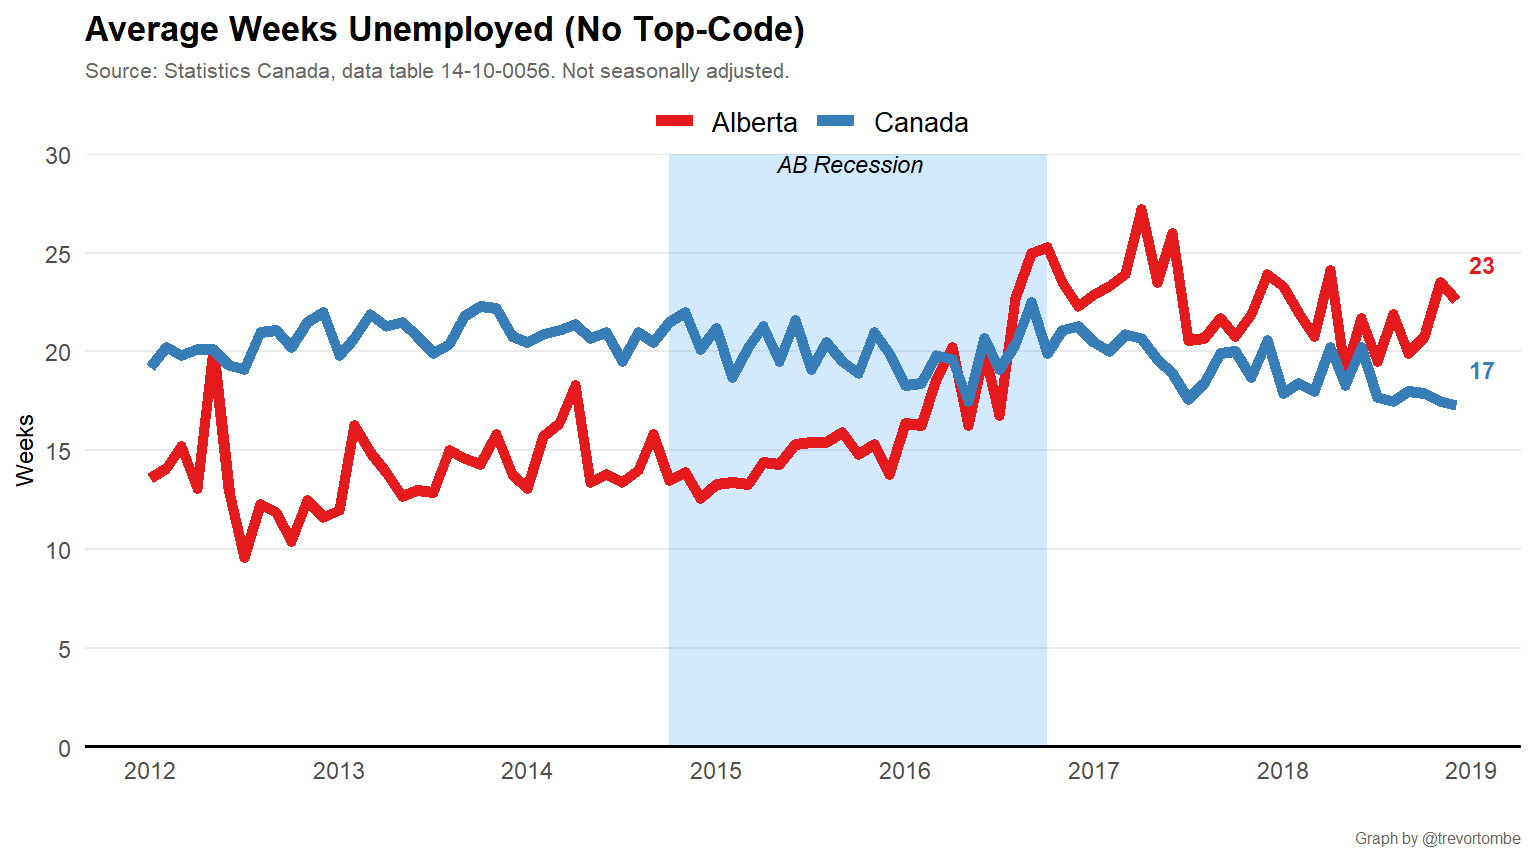 Average Weeks Unemployed (No Top-Code)
Source: Statistics Canada, data table 14-10-0056. Not seasonally adjusted.
Alberta Canada
AB Recession
30
25
20
15
10
5
0
Weeks
23
17
2012 2013 2014 2015 2016 2017 2018 2019
Graph by @trevortombe